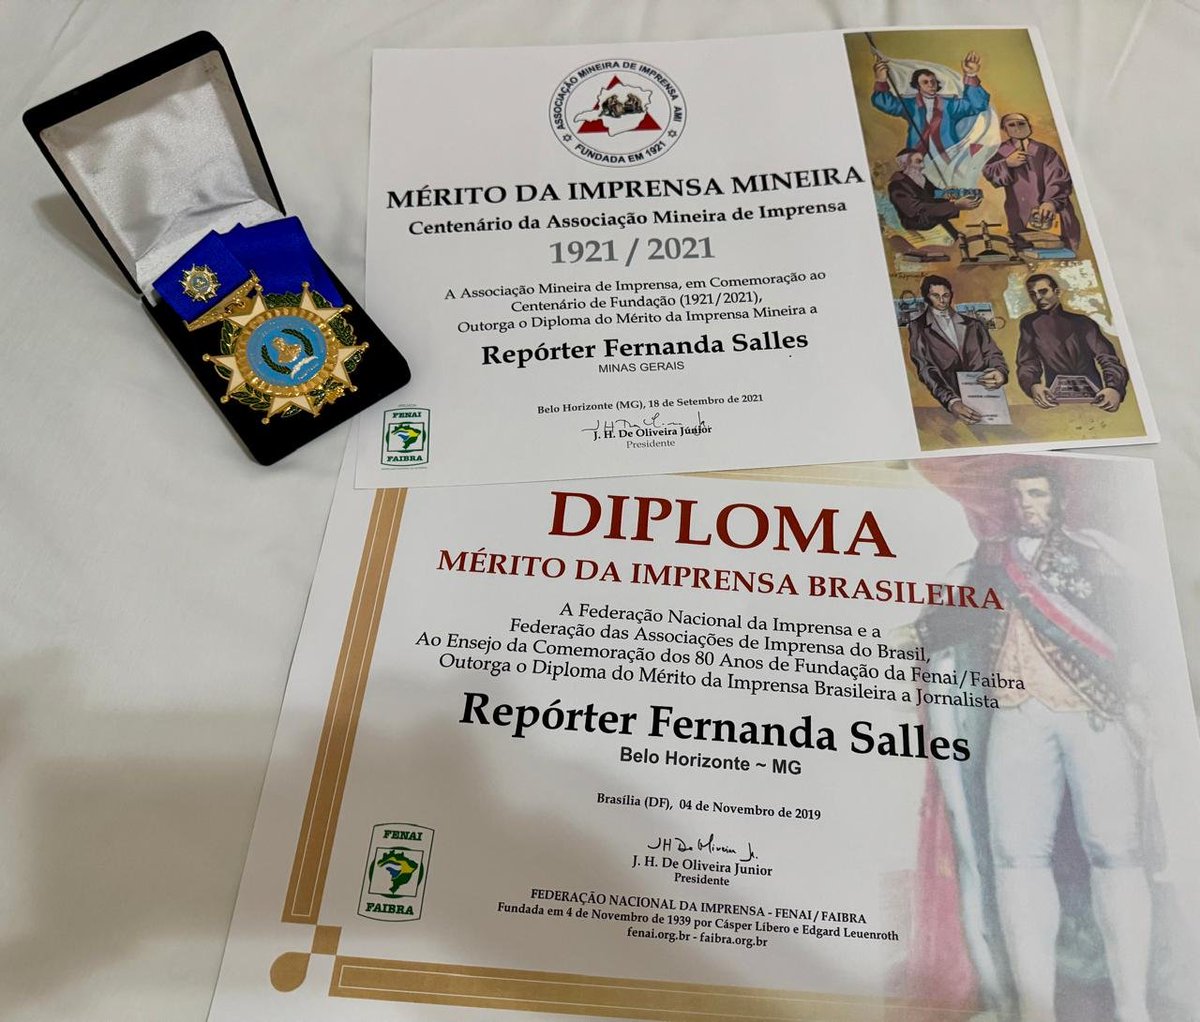 ASSOCIAÇÃO MINEIRA DE IMPRENSA AMI
FUNDADA EM 1921
MÉRITO DA IMPRENSA MINEIRA
Centenário da Associação Mineira de Imprensa
1921 / 2021
A Associação Mineira de Imprensa, em Comemoração ao
Centenário de Fundação (1921/2021),
Outorga o Diploma do Mérito da Imprensa Mineira a
Repórter Fernanda Salles
MINAS GERAIS
Belo Horizonte (MG), 18 de Setembro de 2021
J. H. De Oliveira Júnior
Presidente
FENAI
FAIBRA
DIPLOMA
MÉRITO DA IMPRENSA BRASILEIRA
A Federação Nacional da Imprensa e a
Federação das Associações de Imprensa do Brasil,
Ao Ensejo da Comemoração dos 80 Anos de Fundação da Fenai/Faibra
Outorga o Diploma do Mérito da Imprensa Brasileira a Jornalista
Repórter Fernanda Salles
Belo Horizonte ~ MG
Brasília (DF), 04 de Novembro de 2019
JH De Oliveira Jr.
J. H. De Oliveira Junior
Presidente
FENAI
FAIBRA
FEDERAÇÃO NACIONAL DA IMPRENSA - FENAI / FAIBRA
Fundada em 4 de Novembro de 1939 por Cásper Líbero e Edgard Leuenroth
fenai.org.br - faibra.org.br